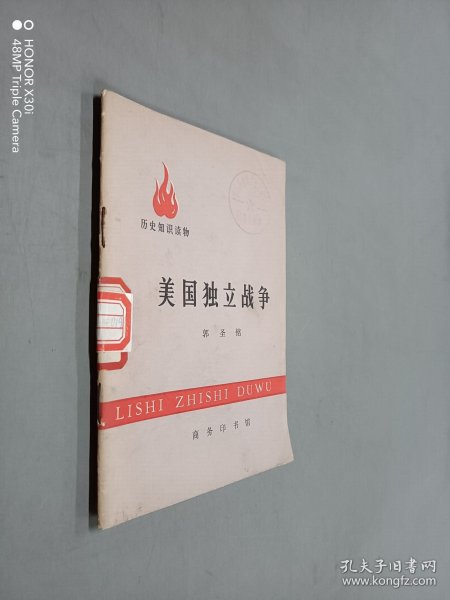 HONOR X30i
48MP Triple Camera
历史知识读物
美国独立战争
郭圣铭
LISHI ZHISHI DUWU
商务印书馆
孔夫子旧书网
www.kongfz.com